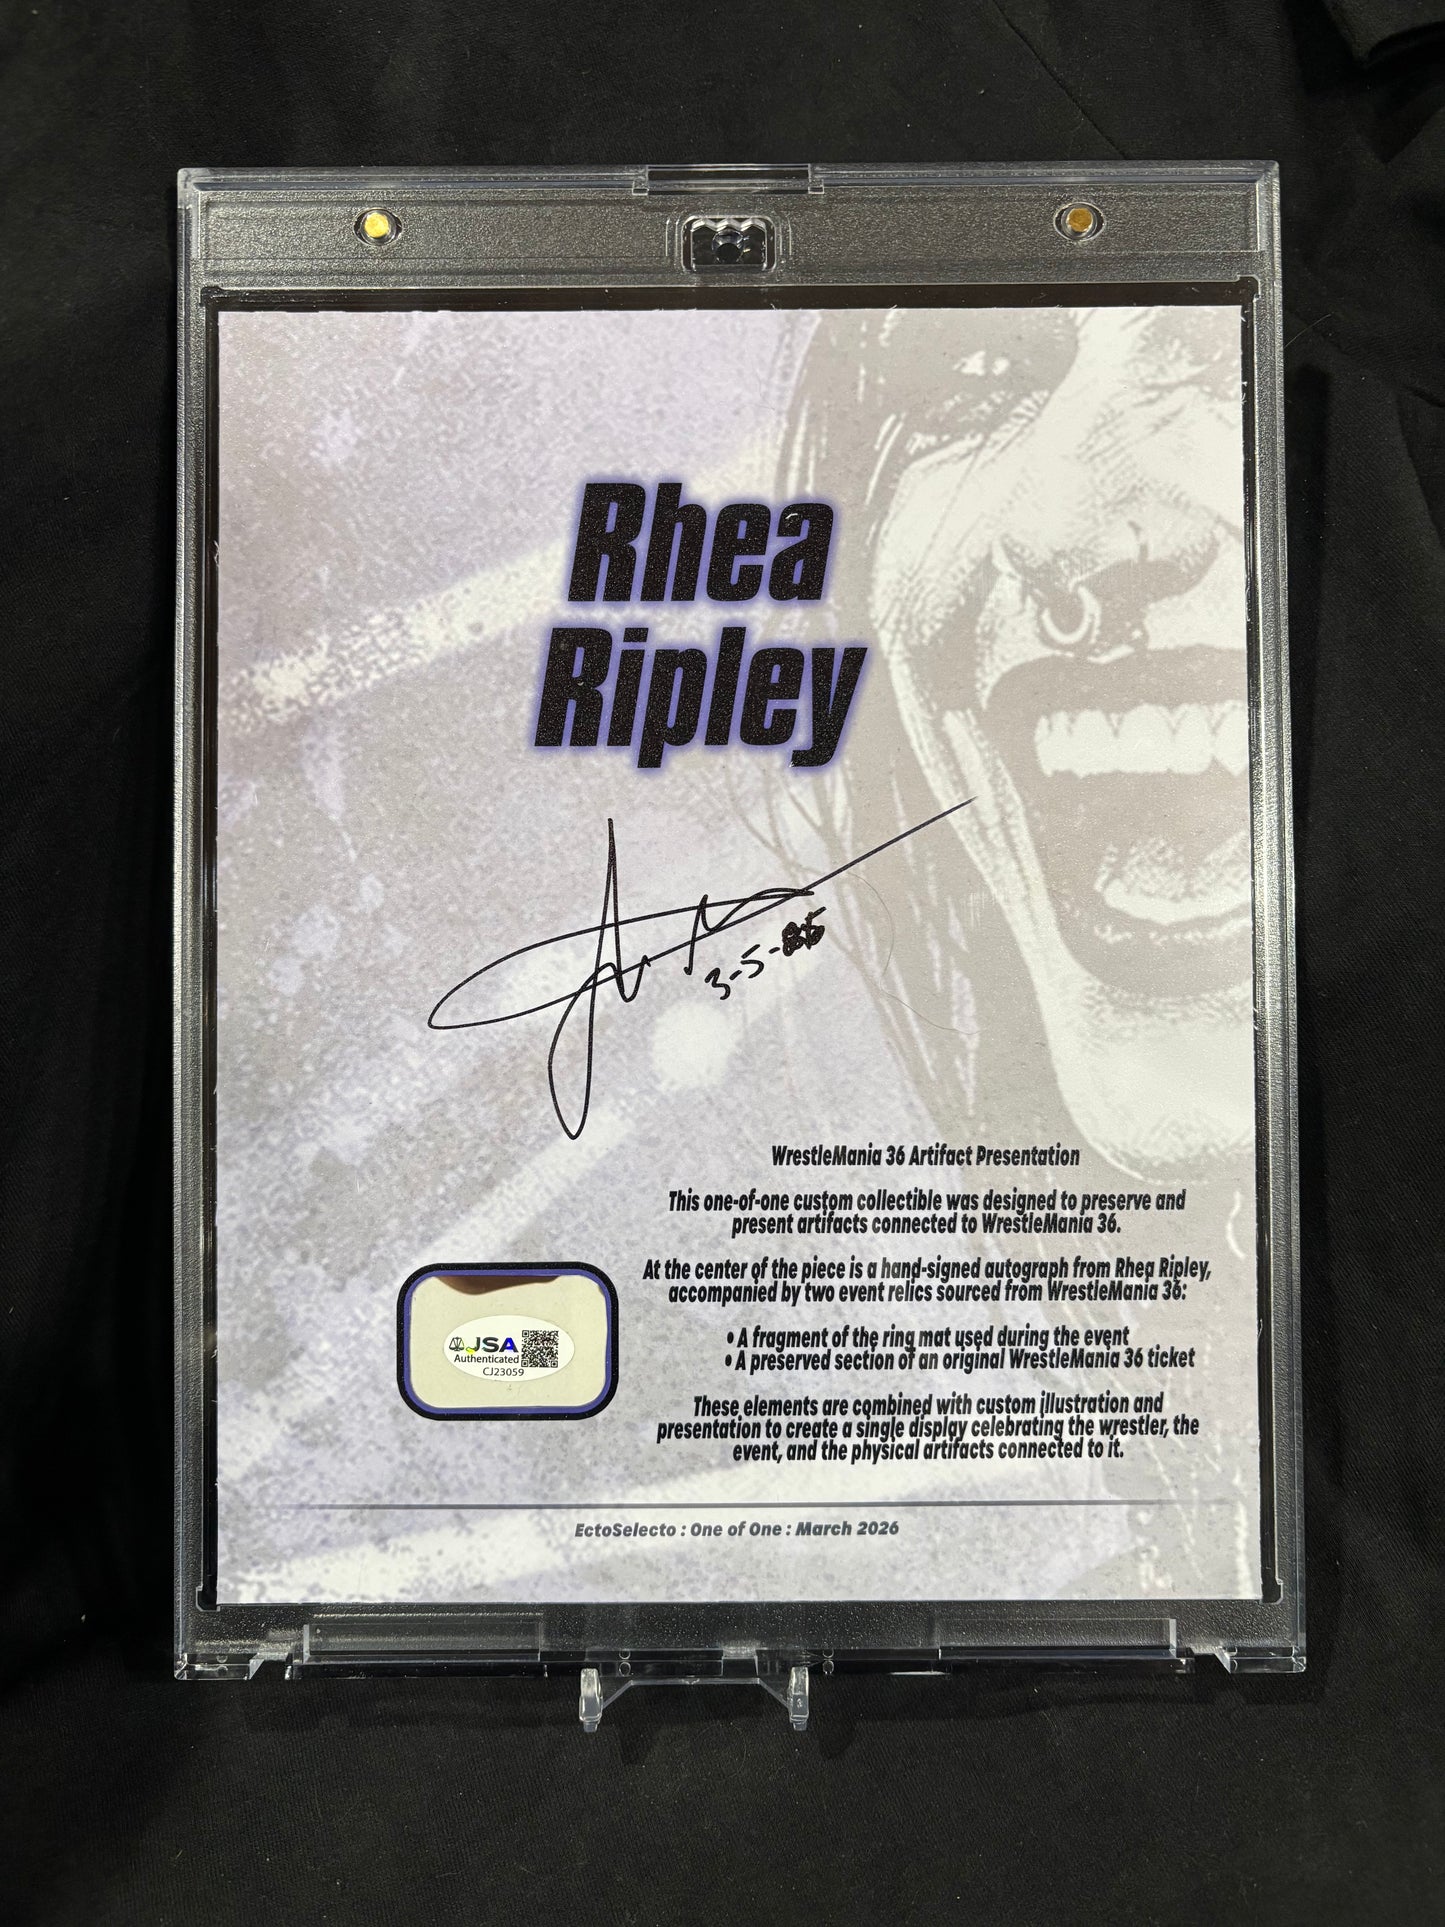 Rhea
Ripley
3-5-
WrestleMania 36 Artifact Presentation
This one-of-one custom collectible was designed to preserve and
present artifacts connected to WrestleMania 36.
At the center of the piece is a hand-signed autograph from Rhea Ripley,
accompanied by two event relics sourced from WrestleMania 36:
• A fragment of the ring mat used during the event
• A preserved section of an original WrestleMania 36 ticket
These elements are combined with custom illustration and
presentation to create a single display celebrating the wrestler, the
event, and the physical artifacts connected to it.
JSA
Authenticated
CJ23059
EctoSelecto : One of One : March 2026